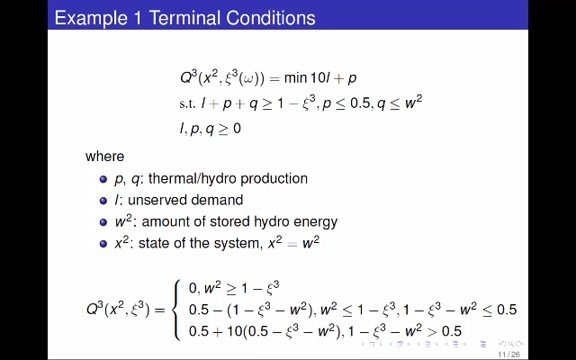 Example 1 Terminal Conditions
Q³(x², ξ³(ω)) = min 10l + p
s.t. l + p + q ≥ 1 − ξ³, p ≤ 0.5, q ≤ w²
l, p, q ≥ 0
where
p, q: thermal/hydro production
l: unserved demand
w²: amount of stored hydro energy
x²: state of the system, x² = w²
Q³(x², ξ³) = { 0, w² ≥ 1 − ξ³
0.5 − (1 − ξ³ − w²), w² ≤ 1 − ξ³, 1 − ξ³ − w² ≤ 0.5
0.5 + 10(0.5 − ξ³ − w²), 1 − ξ³ − w² > 0.5
11 / 26